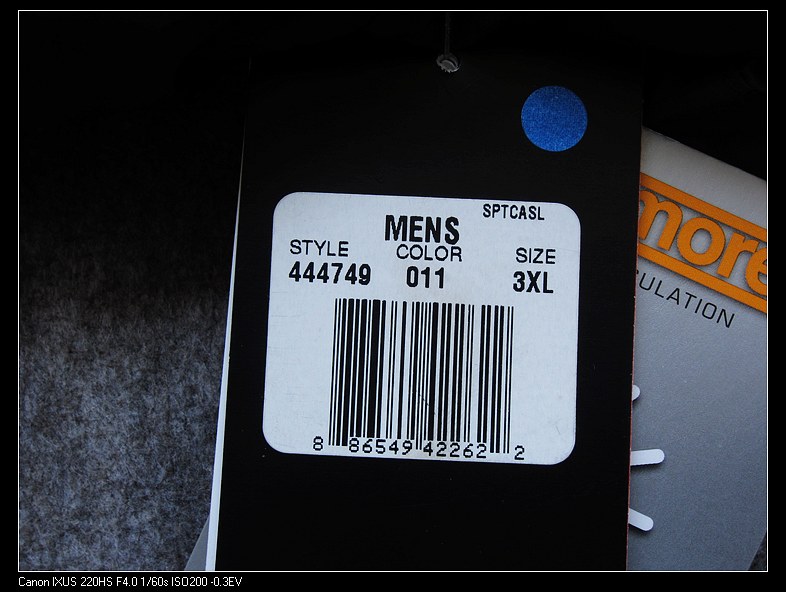 SPTCASL
MENS
STYLE COLOR SIZE
444749 011 3XL
8 86549 42262 2
more
ULATION
Canon IXUS 220HS F4.0 1/60s ISO200 -0.3EV